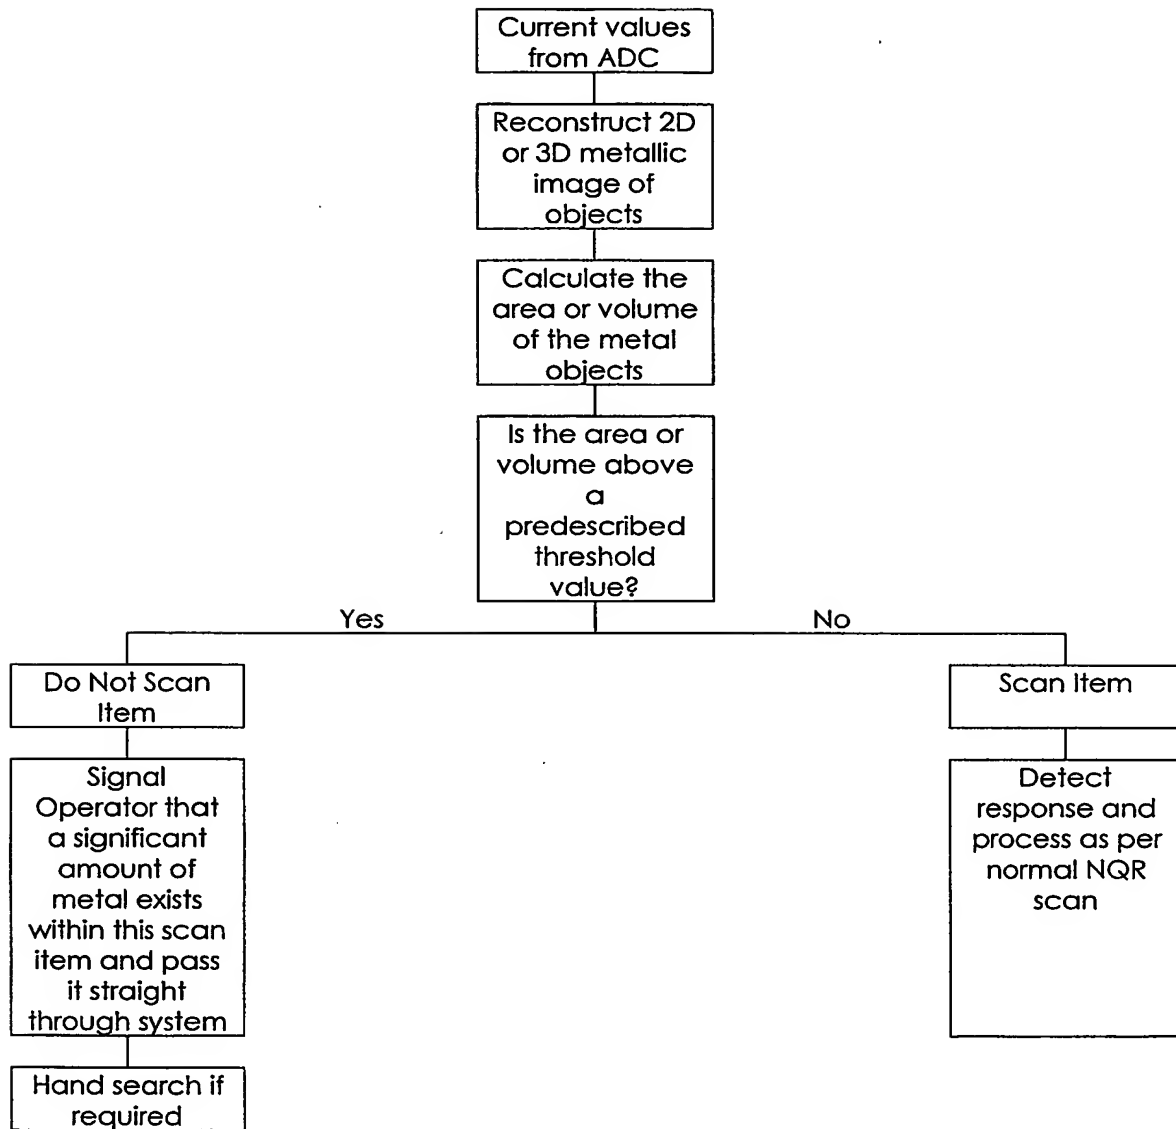 Current values
from ADC
Reconstruct 2D
or 3D metallic
image of
objects
Calculate the
area or volume
of the metal
objects
Is the area or
volume above
a
predescribed
threshold
value?
Yes
No
Do Not Scan
Item
Scan Item
Signal
Operator that
a significant
amount of
metal exists
within this scan
item and pass
it straight
through system
Detect
response and
process as per
normal NQR
scan
Hand search if
required